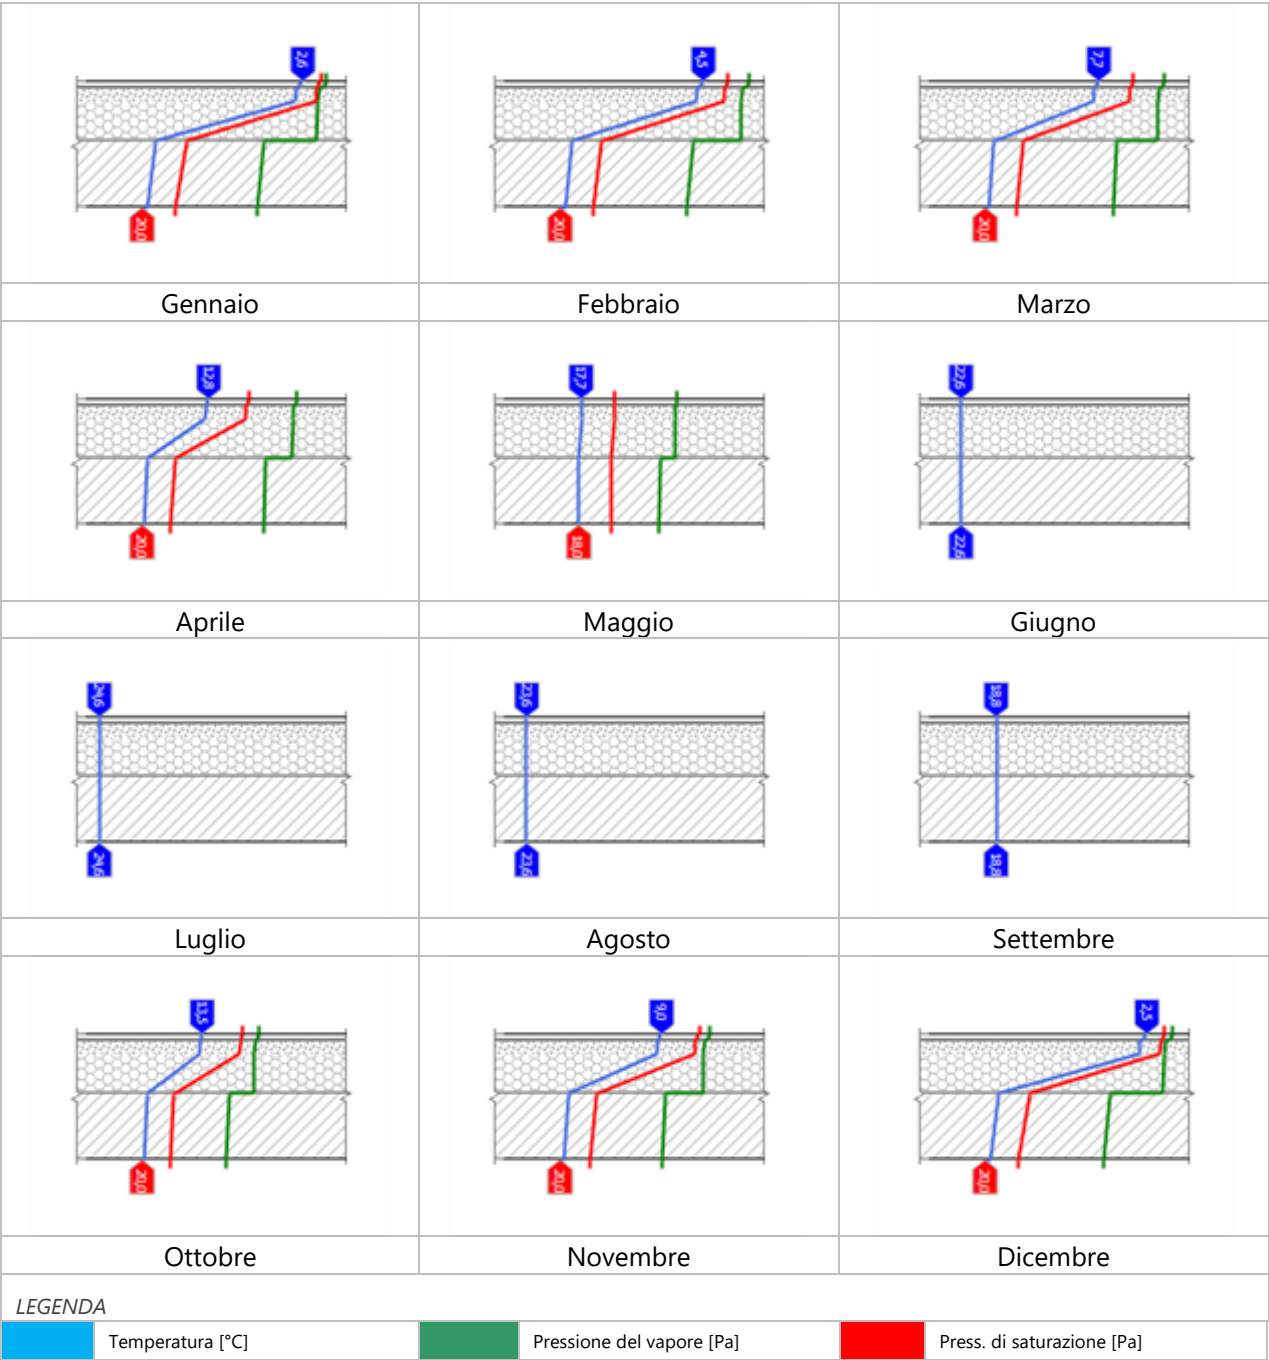 2,6 4,5 7,7
20,0 20,0 20,0
Gennaio Febbraio Marzo
12,8 17,7 22,6
20,0 18,0 22,6
Aprile Maggio Giugno
24,6 23,6 18,8
24,6 23,6 18,8
Luglio Agosto Settembre
13,5 9,0 2,5
20,0 20,0 20,0
Ottobre Novembre Dicembre
LEGENDA
Temperatura [°C] Pressione del vapore [Pa] Press. di saturazione [Pa]